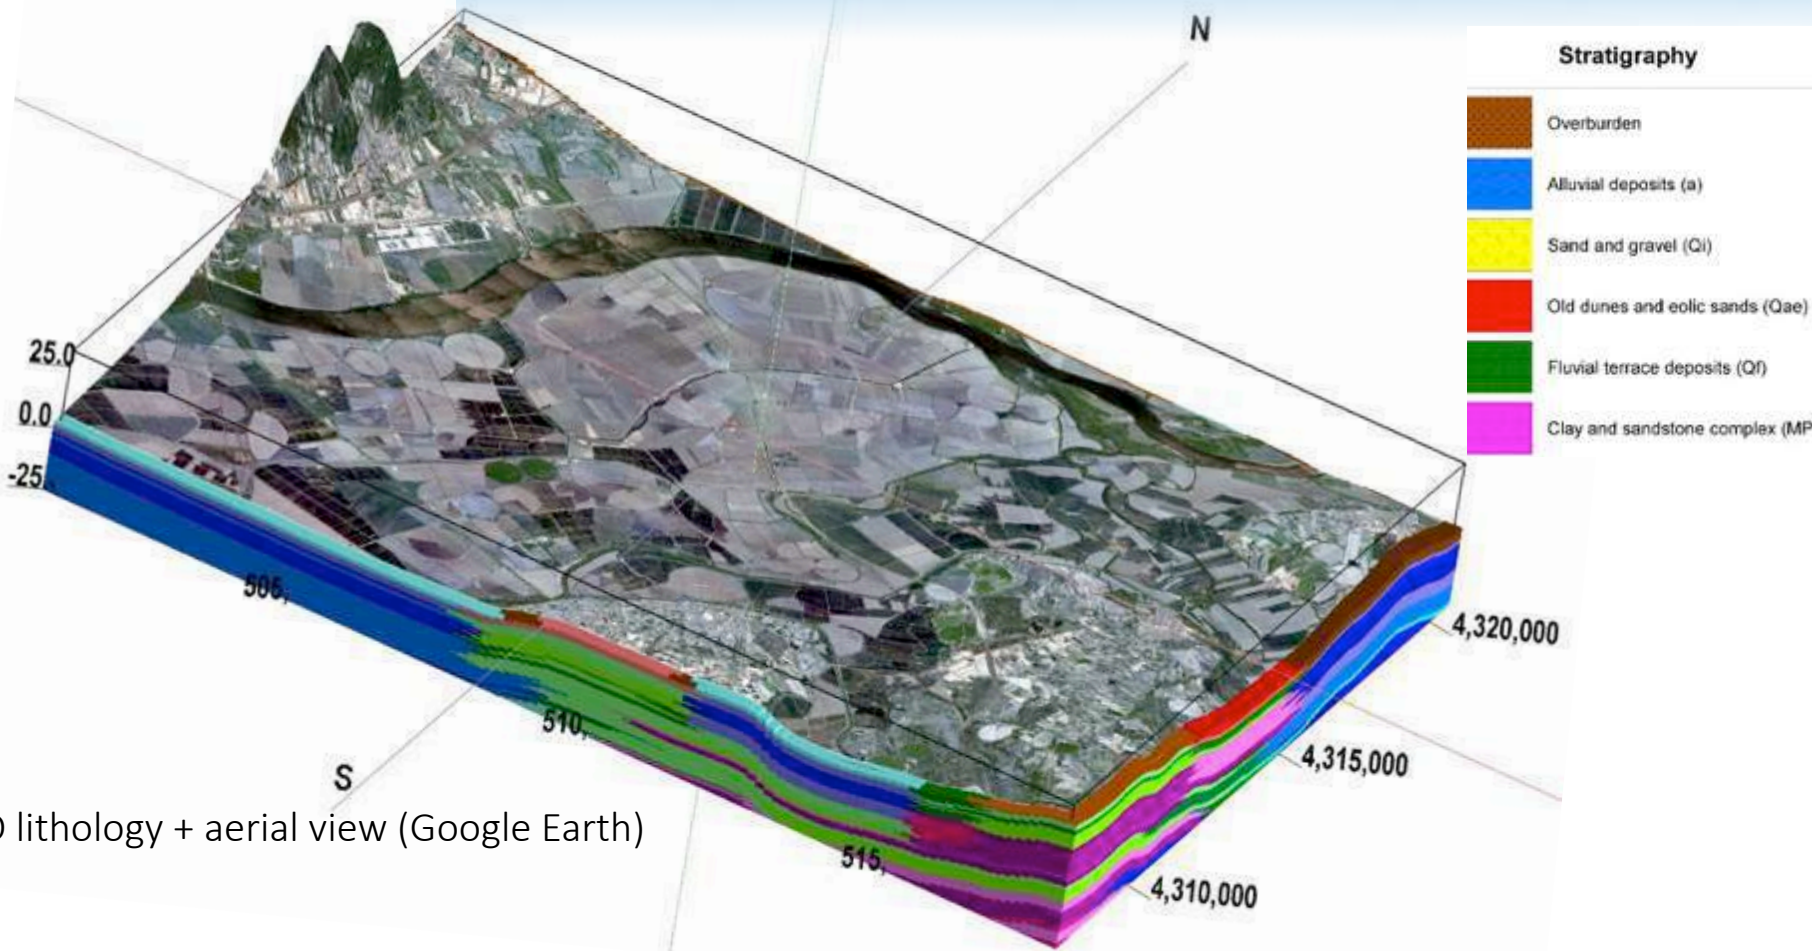 N
Stratigraphy
Overburden
Alluvial deposits (a)
Sand and gravel (Qi)
Old dunes and eolic sands (Qae)
Fluvial terrace deposits (Qf)
Clay and sandstone complex (MP
25.0
0.0
-25.
505,
510,
515,
4,320,000
4,315,000
4,310,000
S
lithology + aerial view (Google Earth)